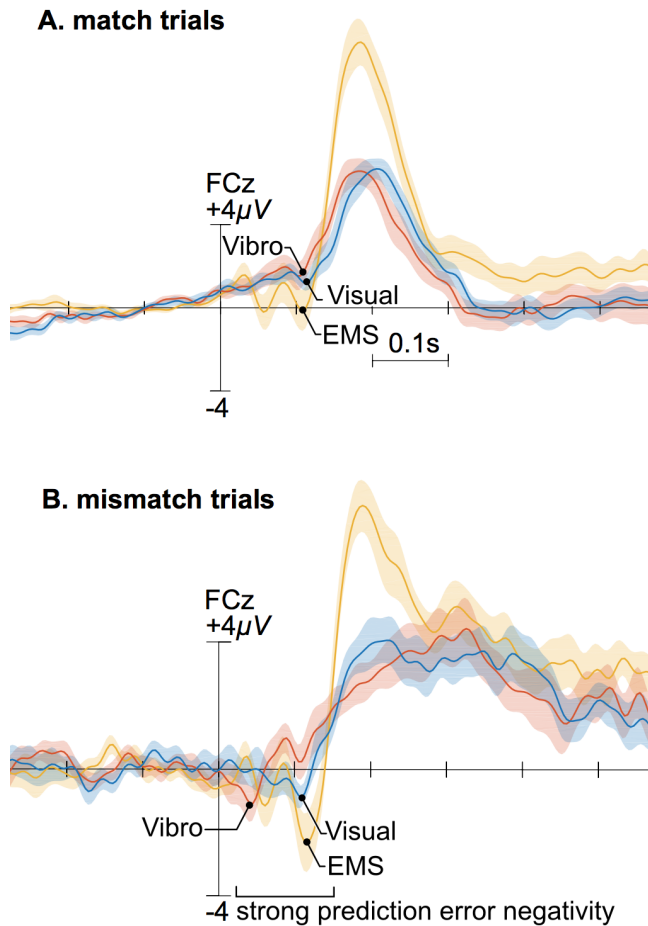 A. match trials
FCz
+4µV
Vibro
Visual
EMS
0.1s
-4
B. mismatch trials
FCz
+4µV
Vibro
Visual
EMS
-4 strong prediction error negativity